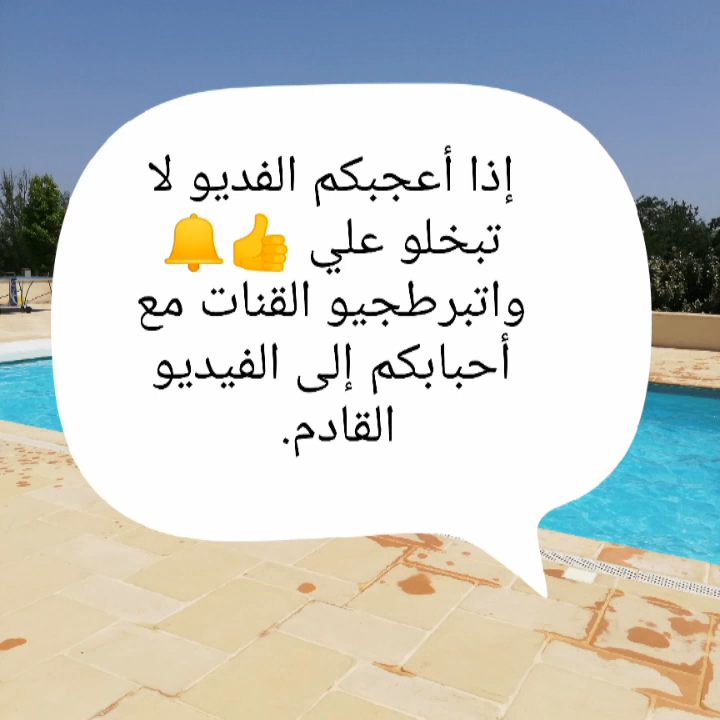 إذا أعجبكم الفديو لا
تبخلو علي 👍🔔
واتبرطجيو القنات مع
أحبابكم إلى الفيديو
القادم.